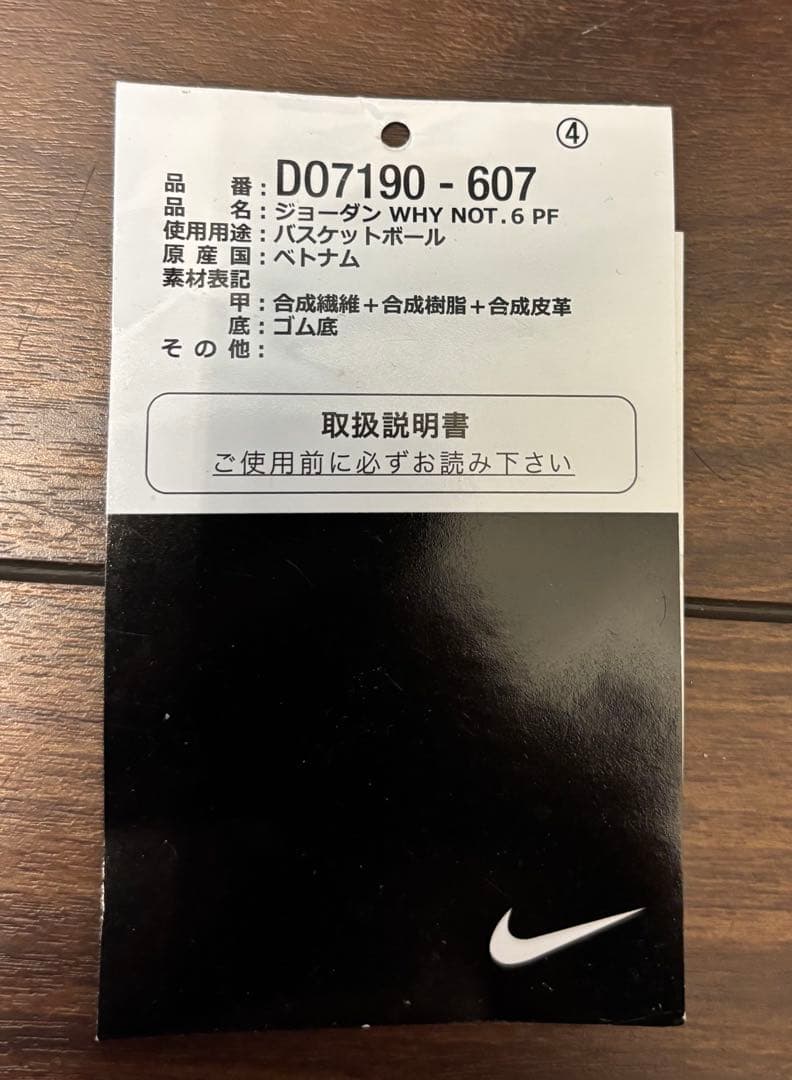 ④
品番：DO7190 - 607
品名：ジョーダン WHY NOT.6 PF
使用用途：バスケットボール
原産国：ベトナム
素材表記
甲：合成繊維＋合成樹脂＋合成皮革
底：ゴム底
その他：
取扱説明書
ご使用前に必ずお読み下さい